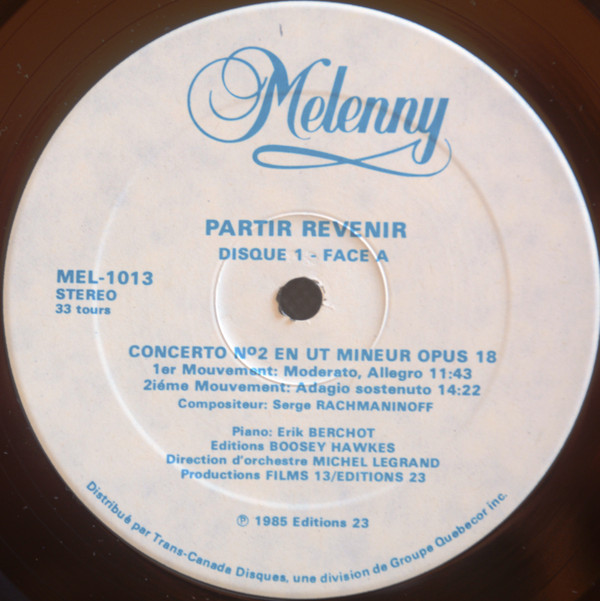 Melenny
PARTIR REVENIR
DISQUE 1 - FACE A
MEL-1013
STEREO
33 tours
CONCERTO Nº2 EN UT MINEUR OPUS 18
1er Mouvement: Moderato, Allegro 11:43
2iéme Mouvement: Adagio sostenuto 14:22
Compositeur: Serge RACHMANINOFF
Piano: Erik BERCHOT
Editions BOOSEY HAWKES
Direction d'orchestre MICHEL LEGRAND
Productions FILMS 13/EDITIONS 23
℗ 1985 Editions 23
Distribué par Trans-Canada Disques, une division de Groupe Quebecor inc.